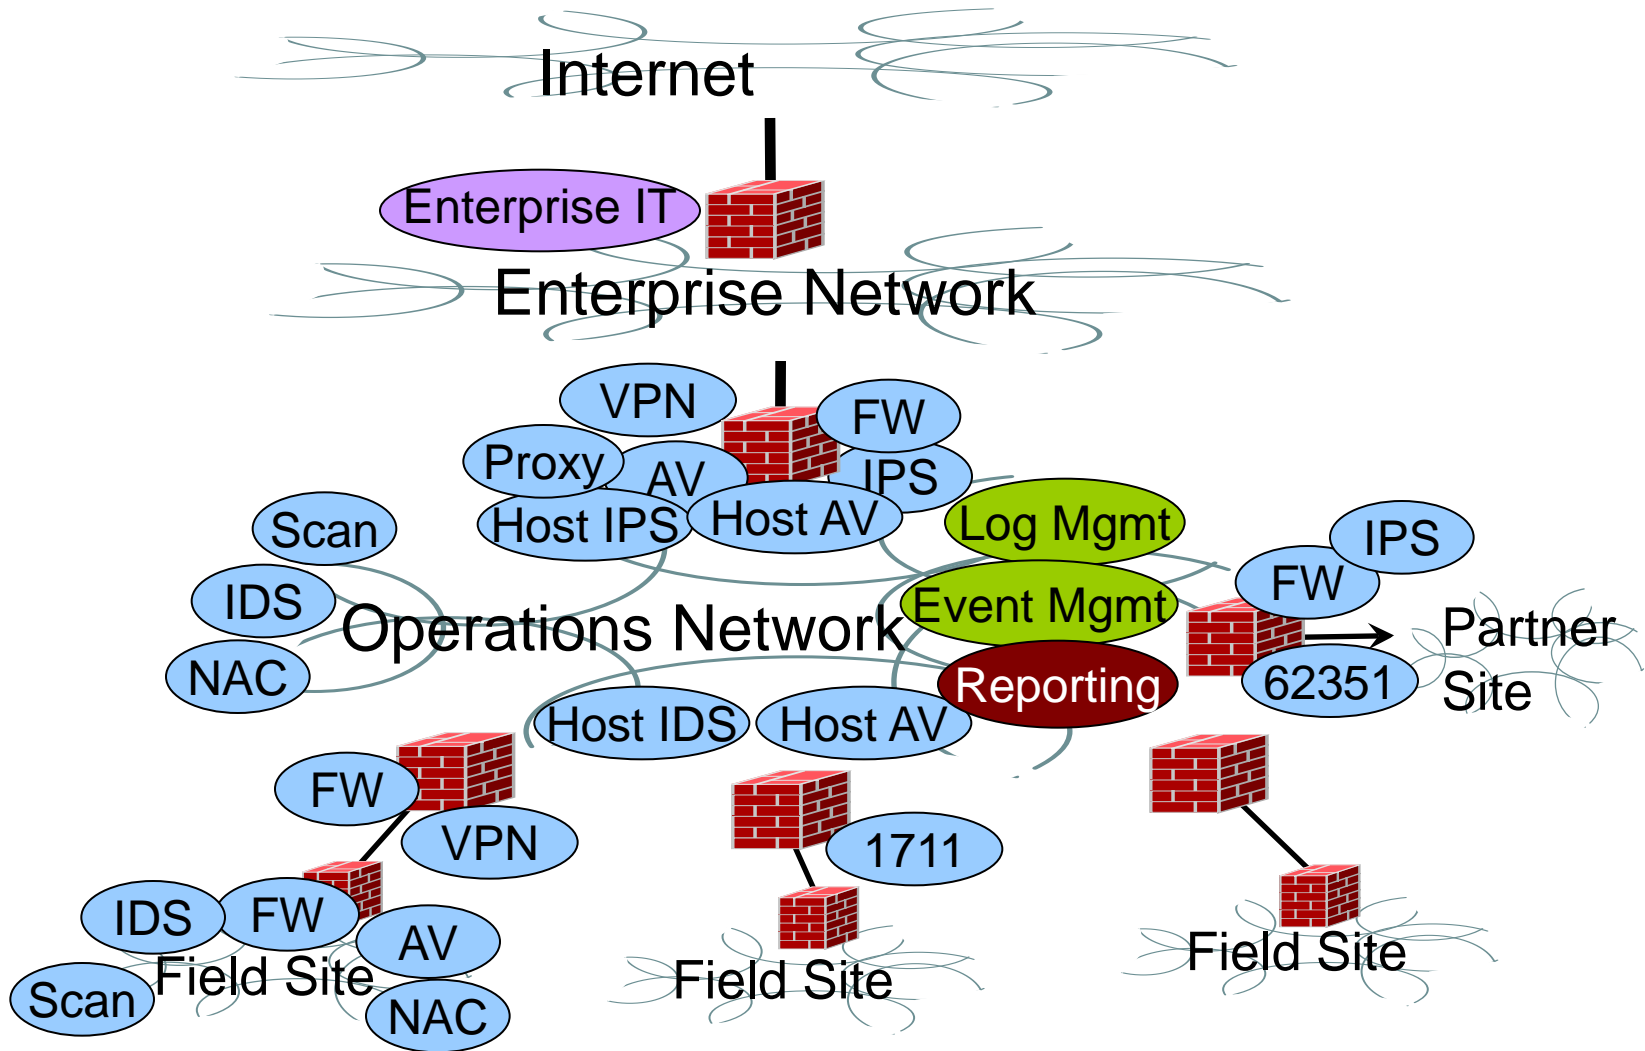 Internet
Enterprise IT
Enterprise Network
VPN
FW
Proxy
AV
IPS
Host IPS
Host AV
Log Mgmt
Scan
IPS
FW
IDS
Event Mgmt
Operations Network
Partner
Site
NAC
Reporting
62351
Host IDS
Host AV
FW
VPN
1711
IDS
FW
AV
Field Site
Field Site
Field Site
Scan
NAC